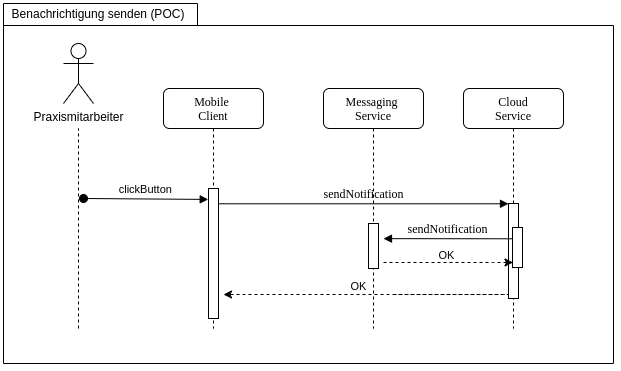 Benachrichtigung senden (POC)
Praxismitarbeiter
Mobile
Client
Messaging
Service
Cloud
Service
clickButton
sendNotification
sendNotification
OK
OK